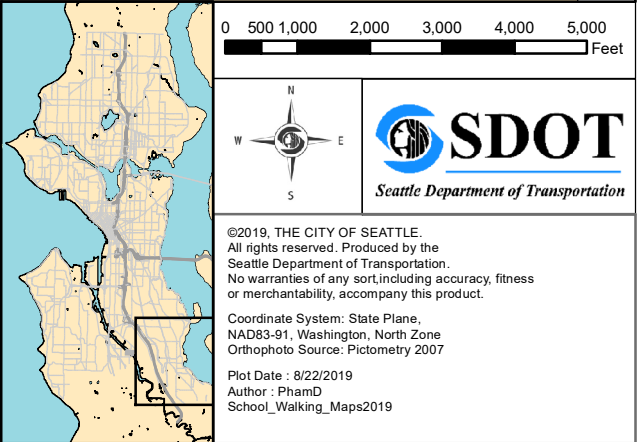 0 500 1,000 2,000 3,000 4,000 5,000
Feet
N
W E
S
SDOT
Seattle Department of Transportation
©2019, THE CITY OF SEATTLE.
All rights reserved. Produced by the
Seattle Department of Transportation.
No warranties of any sort,including accuracy, fitness
or merchantability, accompany this product.
Coordinate System: State Plane,
NAD83-91, Washington, North Zone
Orthophoto Source: Pictometry 2007
Plot Date : 8/22/2019
Author : PhamD
School_Walking_Maps2019